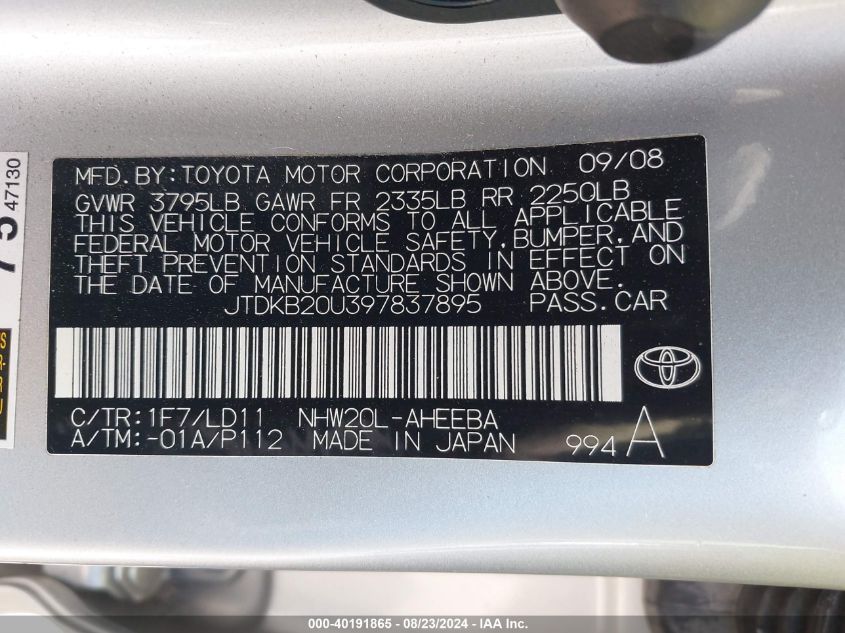 MFD.BY:TOYOTA MOTOR CORPORATION 09/08
GVWR 3795LB GAWR FR 2335LB RR 2250LB
THIS VEHICLE CONFORMS TO ALL APPLICABLE
FEDERAL MOTOR VEHICLE SAFETY,BUMPER,AND
THEFT PREVENTION STANDARDS IN EFFECT ON
THE DATE OF MANUFACTURE SHOWN ABOVE.
JTDKB20U397837895 PASS.CAR
C/TR:1F7/LD11 NHW20L-AHEEBA
A/TM:-01A/P112 MADE IN JAPAN 994 A
47130
000-40191865 - 08/23/2024 - IAA Inc.